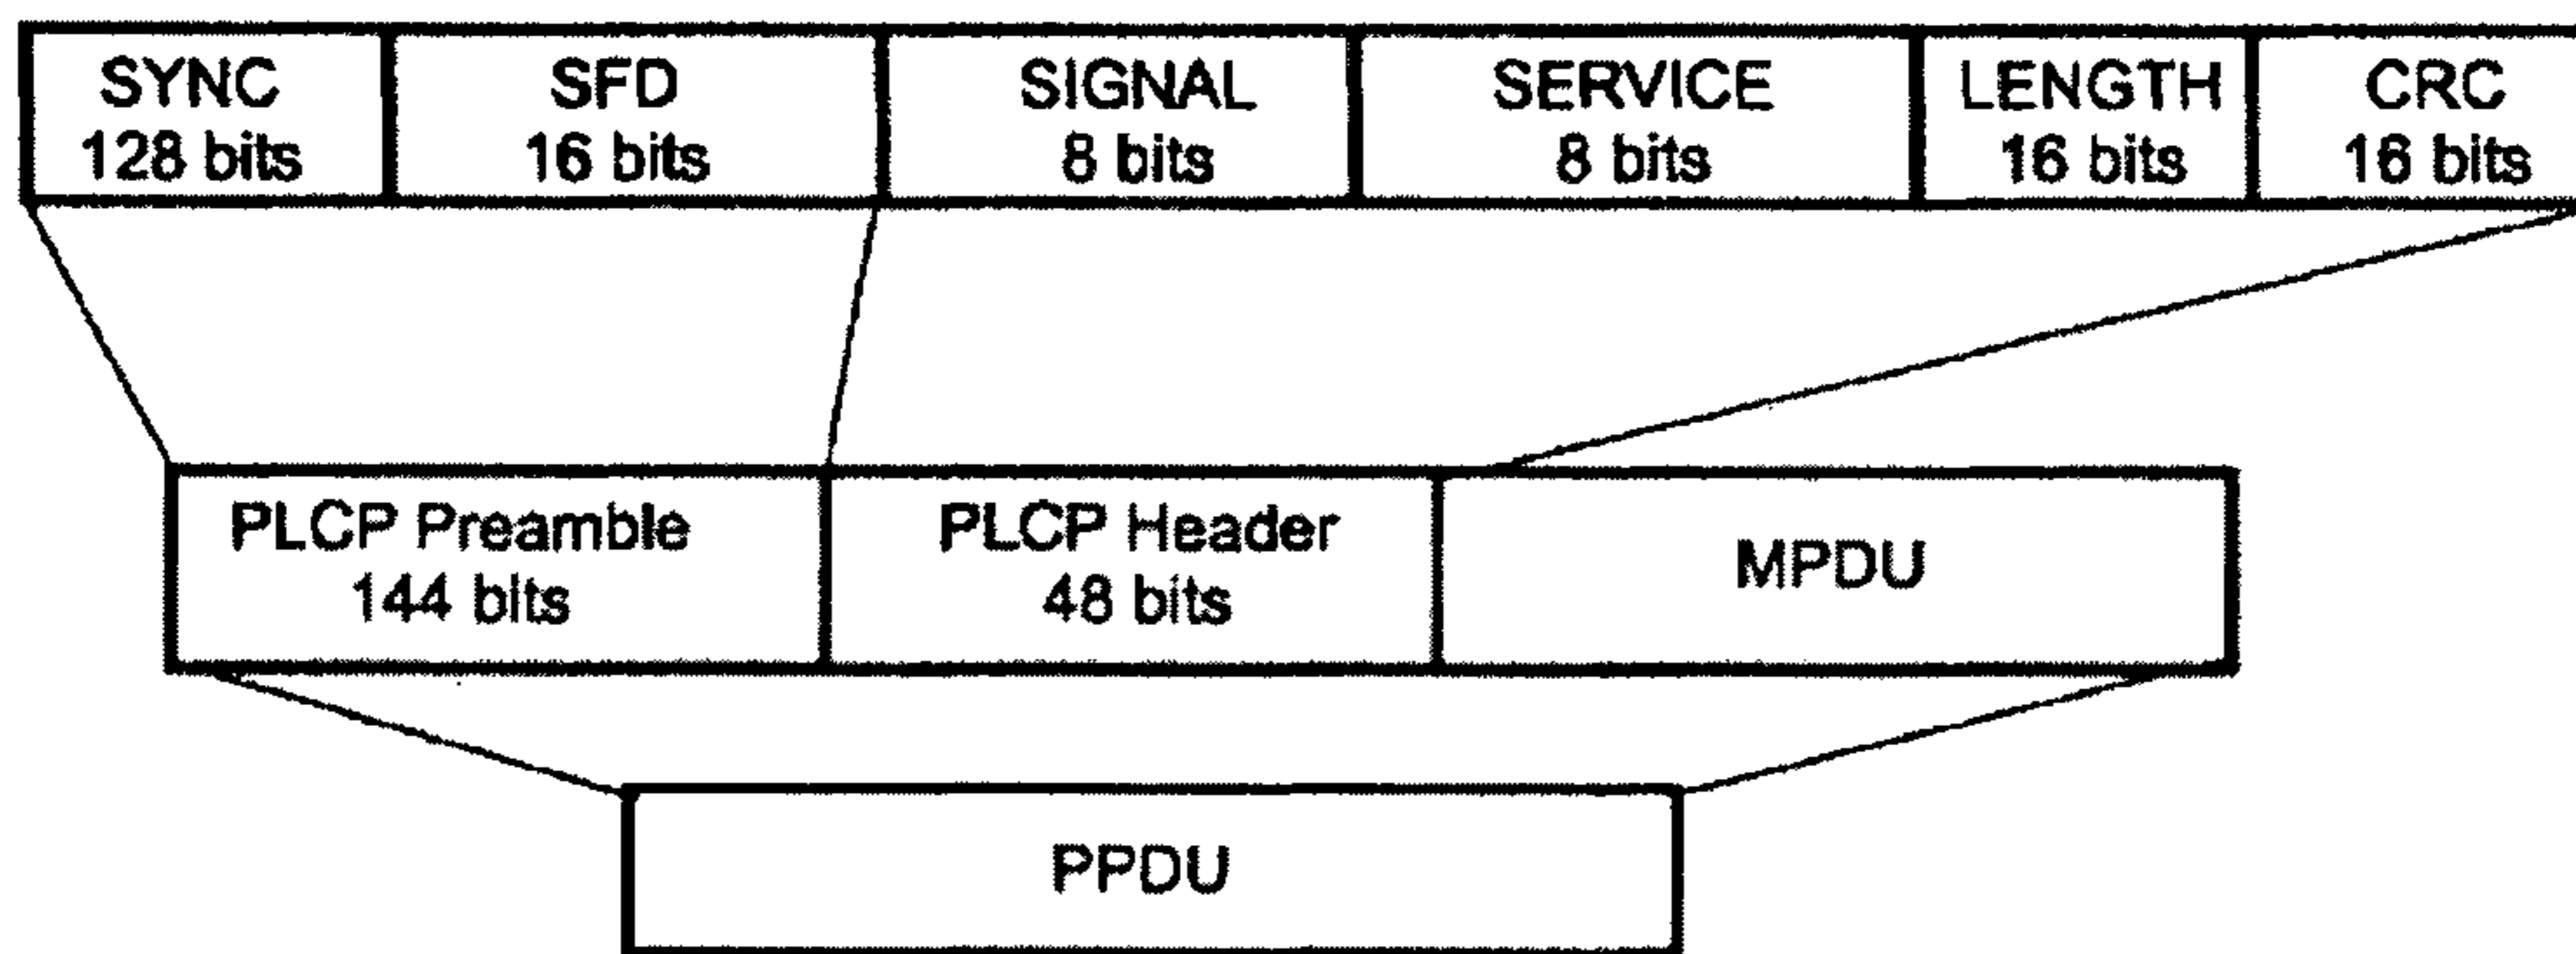 SYNC
128 bits
SFD
16 bits
SIGNAL
8 bits
SERVICE
8 bits
LENGTH
16 bits
CRC
16 bits
PLCP Preamble
144 bits
PLCP Header
48 bits
MPDU
PPDU